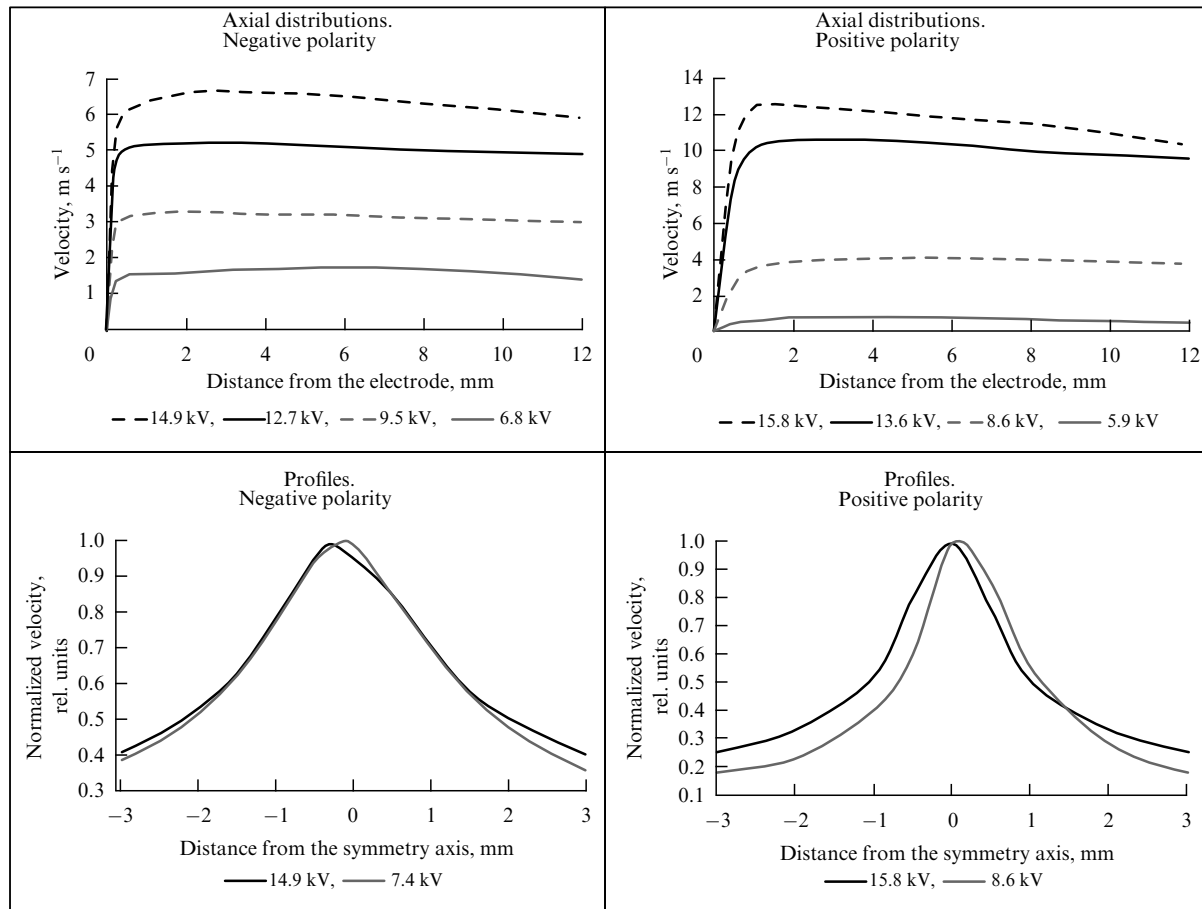 Axial distributions.
Negative polarity
7
6
5
4
3
2
1
0
2
4
6
8
10
12
Velocity, m s⁻¹
Distance from the electrode, mm
14.9 kV, 12.7 kV, 9.5 kV, 6.8 kV
Axial distributions.
Positive polarity
14
12
10
8
6
4
2
0
2
4
6
8
10
12
Velocity, m s⁻¹
Distance from the electrode, mm
15.8 kV, 13.6 kV, 8.6 kV, 5.9 kV
Profiles.
Negative polarity
1.0
0.9
0.8
0.7
0.6
0.5
0.4
0.3
−3
−2
−1
0
1
2
3
Normalized velocity,
rel. units
Distance from the symmetry axis, mm
14.9 kV, 7.4 kV
Profiles.
Positive polarity
1.0
0.9
0.8
0.7
0.6
0.5
0.4
0.3
0.2
0.1
−3
−2
−1
0
1
2
3
Normalized velocity,
rel. units
Distance from the symmetry axis, mm
15.8 kV, 8.6 kV